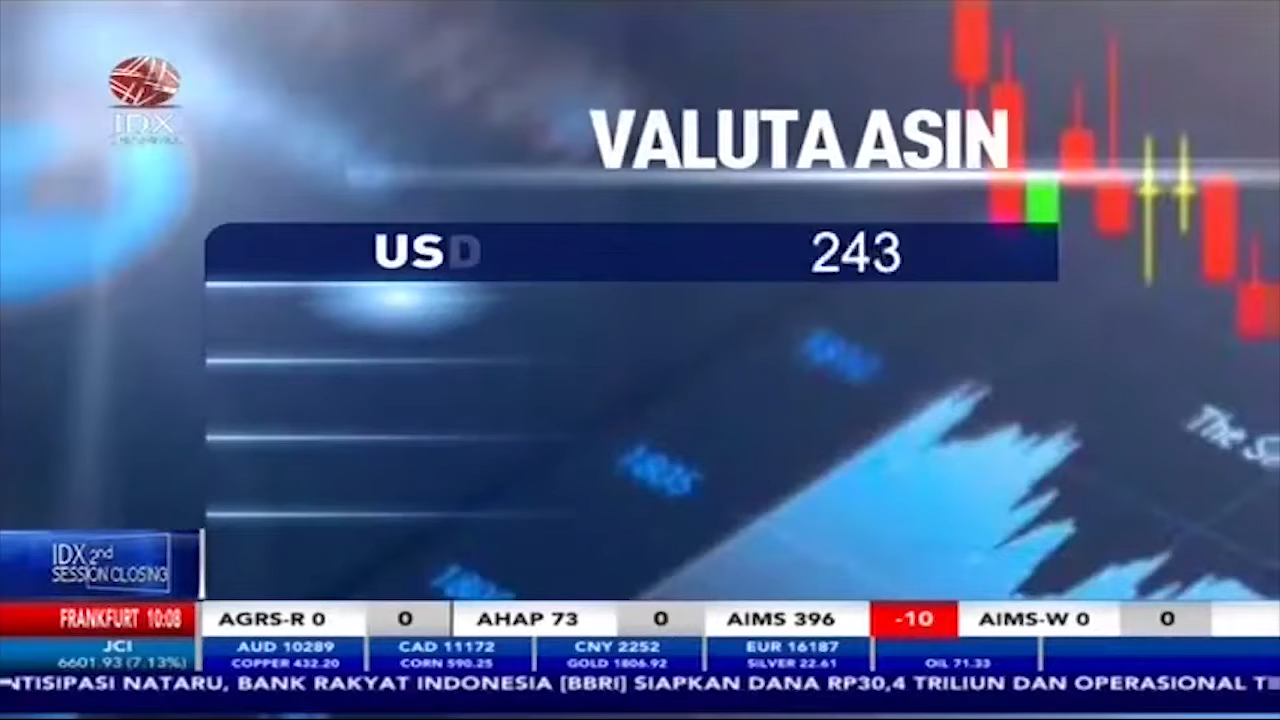 IDX
VALUTA ASIN
USD 243
1805
The S
IDX 2nd
SESSION CLOSING
FRANKFURT 10:08 AGRS-R 0 0 AHAP 73 0 AIMS 396 -10 AIMS-W 0 0
JCI AUD 10289 CAD 11172 CNY 2252 EUR 16187
6601.93 (7.13%) COPPER 432.20 CORN 590.25 GOLD 1806.92 SILVER 22.61 OIL 71.33
NTISIPASI NATARU, BANK RAKYAT INDONESIA [BBRI] SIAPKAN DANA RP30,4 TRILIUN DAN OPERASIONAL T